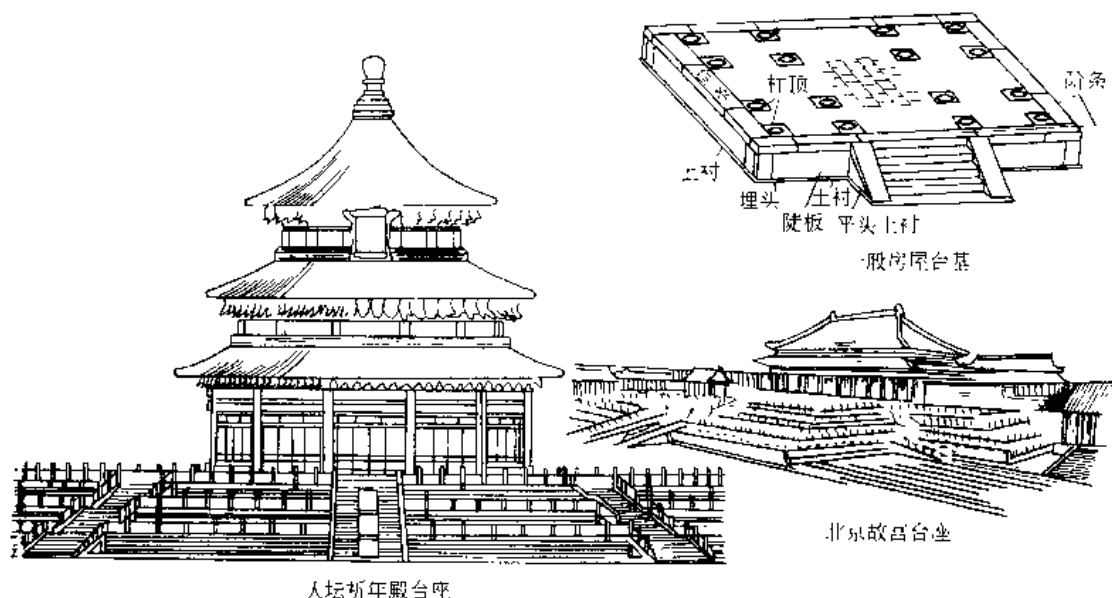 柱顶
阶条
土衬
埋头
土衬
陡板 平头土衬
一般房屋台基
北京故宫台座
天坛祈年殿台座